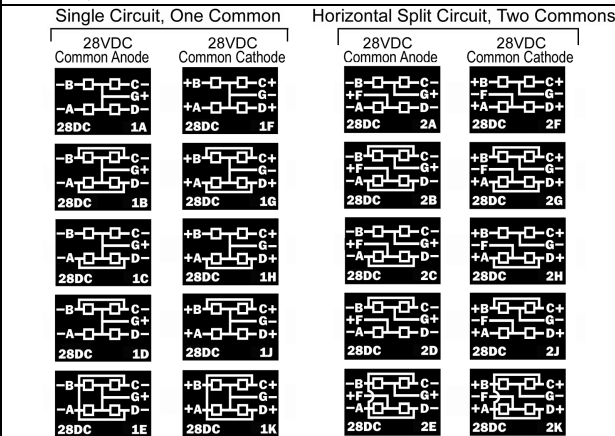 Single Circuit, One Common
Horizontal Split Circuit, Two Commons
28VDC
Common Anode
28VDC
Common Cathode
28VDC
Common Anode
28VDC
Common Cathode
−B C−
G+
−A D−
28DC 1A
+B C+
G−
+A D+
28DC 1F
−B C−
+F G+
−A D−
28DC 2A
+B C+
−F G−
+A D+
28DC 2F
−B C−
G+
−A D−
28DC 1B
+B C+
G−
+A D+
28DC 1G
−B C−
+F G+
−A D−
28DC 2B
+B C+
−F G−
+A D+
28DC 2G
−B C−
G+
−A D−
28DC 1C
+B C+
G−
+A D+
28DC 1H
−B C−
+F G+
−A D−
28DC 2C
+B C+
−F G−
+A D+
28DC 2H
−B C−
G+
−A D−
28DC 1D
+B C+
G−
+A D+
28DC 1J
−B C−
+F G+
−A D−
28DC 2D
+B C+
−F G−
+A D+
28DC 2J
−B C−
G+
−A D−
28DC 1E
+B C+
G−
+A D+
28DC 1K
−B C−
+F G+
−A D−
28DC 2E
+B C+
−F G−
+A D+
28DC 2K